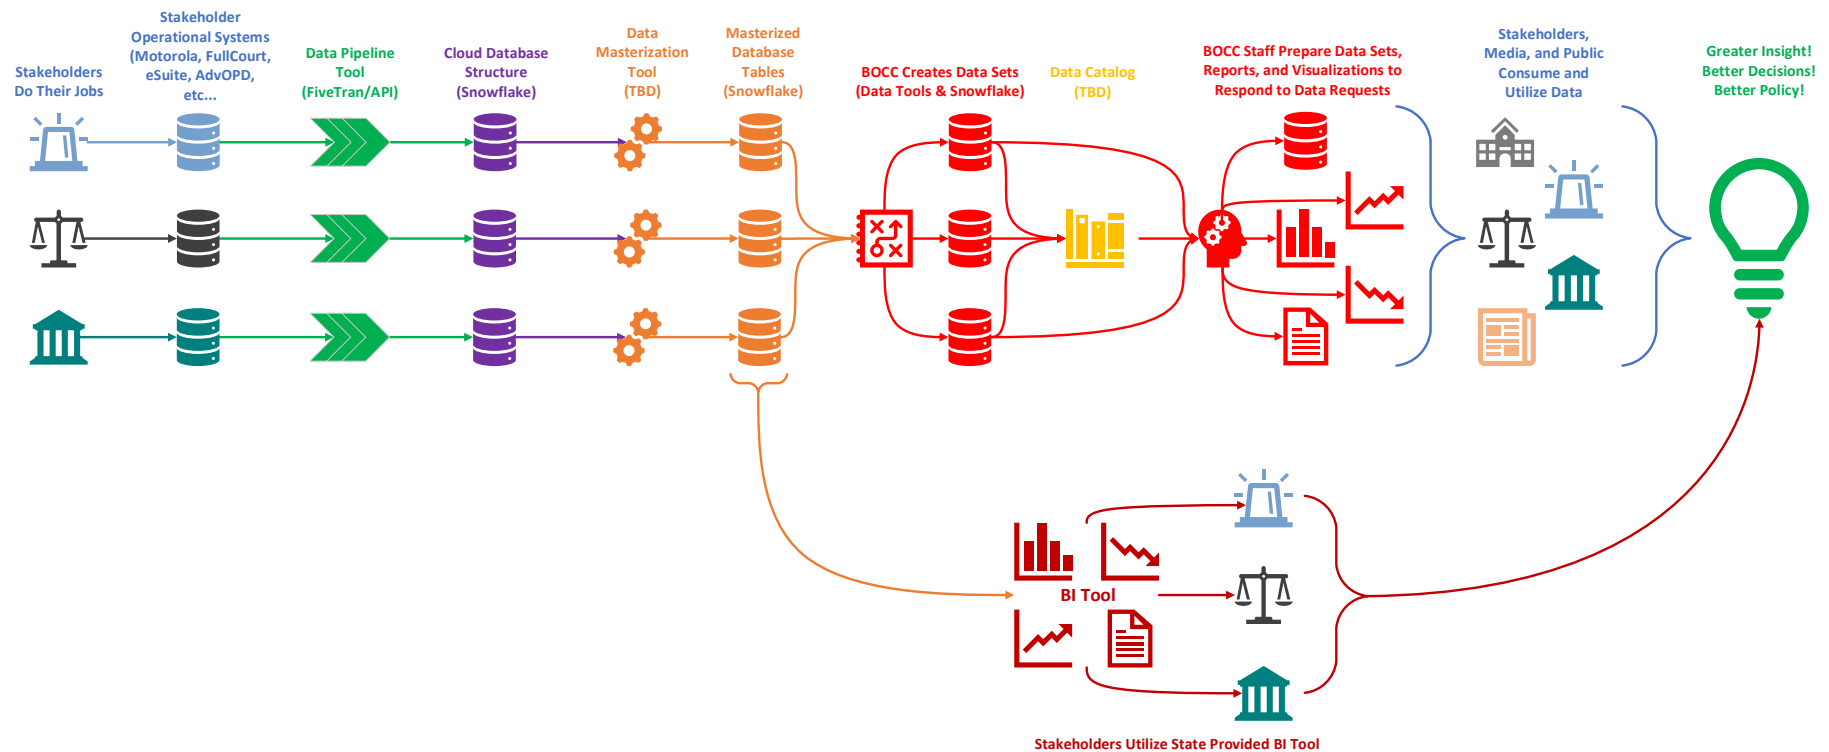 Stakeholders
Do Their Jobs
Stakeholder
Operational Systems
(Motorola, FullCourt,
eSuite, AdvOPD,
etc...
Data Pipeline
Tool
(FiveTran/API)
Cloud Database
Structure
(Snowflake)
Data
Masterization
Tool
(TBD)
Masterized
Database
Tables
(Snowflake)
BOCC Creates Data Sets
(Data Tools & Snowflake)
Data Catalog
(TBD)
BOCC Staff Prepare Data Sets,
Reports, and Visualizations to
Respond to Data Requests
Stakeholders,
Media, and Public
Consume and
Utilize Data
Greater Insight!
Better Decisions!
Better Policy!
BI Tool
Stakeholders Utilize State Provided BI Tool